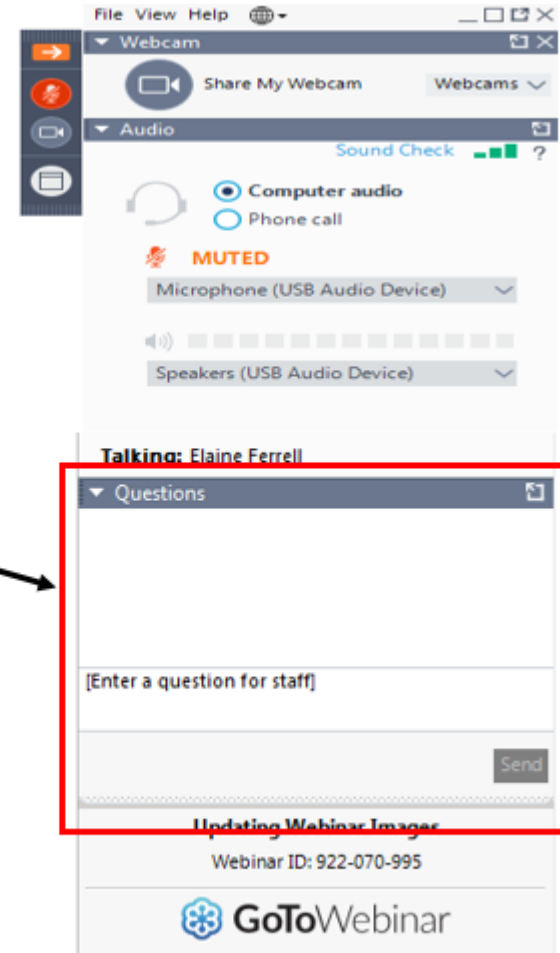 File View Help
Webcam
Share My Webcam Webcams
Audio
Sound Check ?
Computer audio
Phone call
MUTED
Microphone (USB Audio Device)
Speakers (USB Audio Device)
Talking: Elaine Ferrell
Questions
[Enter a question for staff]
Send
Updating Webinar Images
Webinar ID: 922-070-995
GoToWebinar